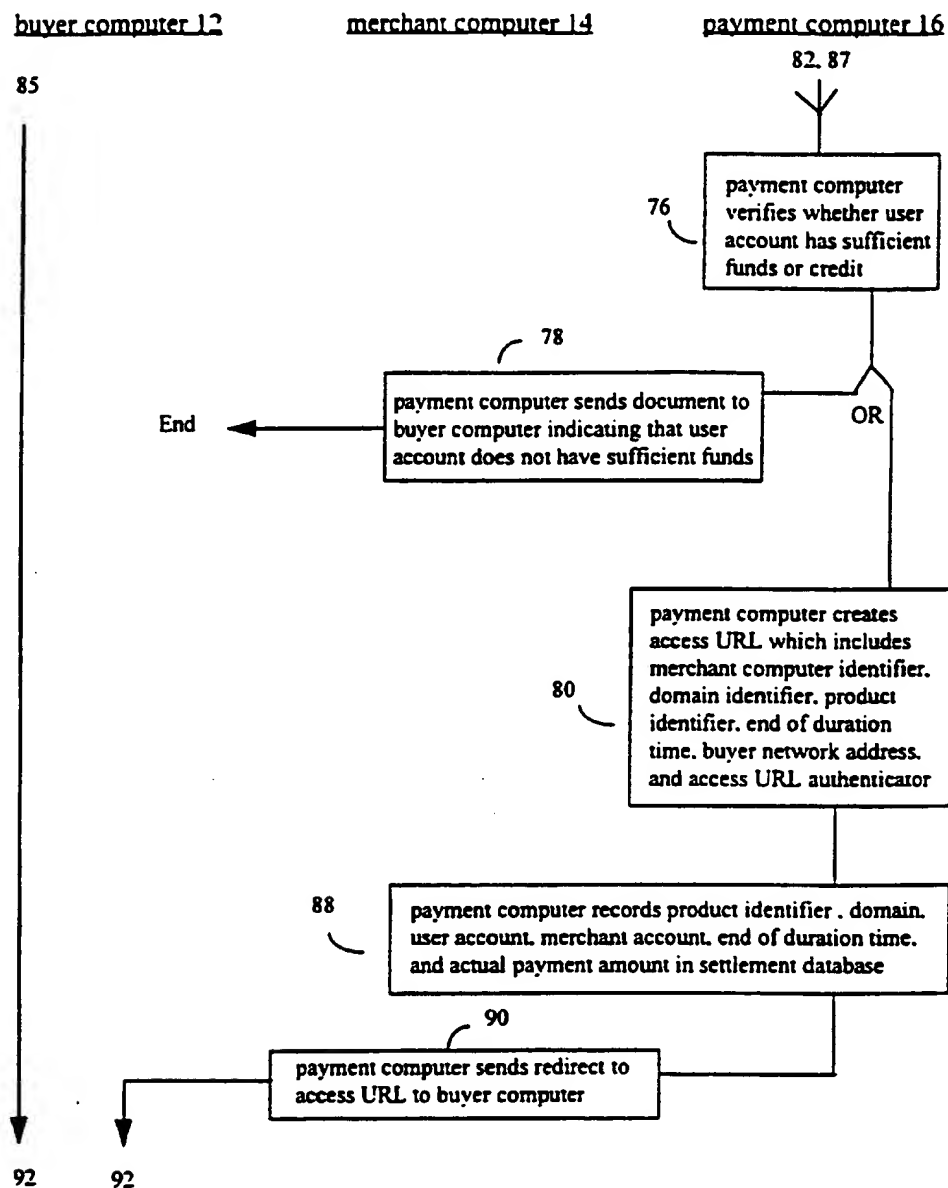 buyer computer 12
merchant computer 14
payment computer 16
82. 87
85
payment computer
verifies whether user
account has sufficient
funds or credit
76
78
payment computer sends document to
buyer computer indicating that user
account does not have sufficient funds
End
OR
payment computer creates
access URL which includes
merchant computer identifier.
domain identifier. product
identifier. end of duration
time. buyer network address.
and access URL authenticator
80
88
payment computer records product identifier . domain.
user account. merchant account. end of duration time.
and actual payment amount in settlement database
90
payment computer sends redirect to
access URL to buyer computer
92
92